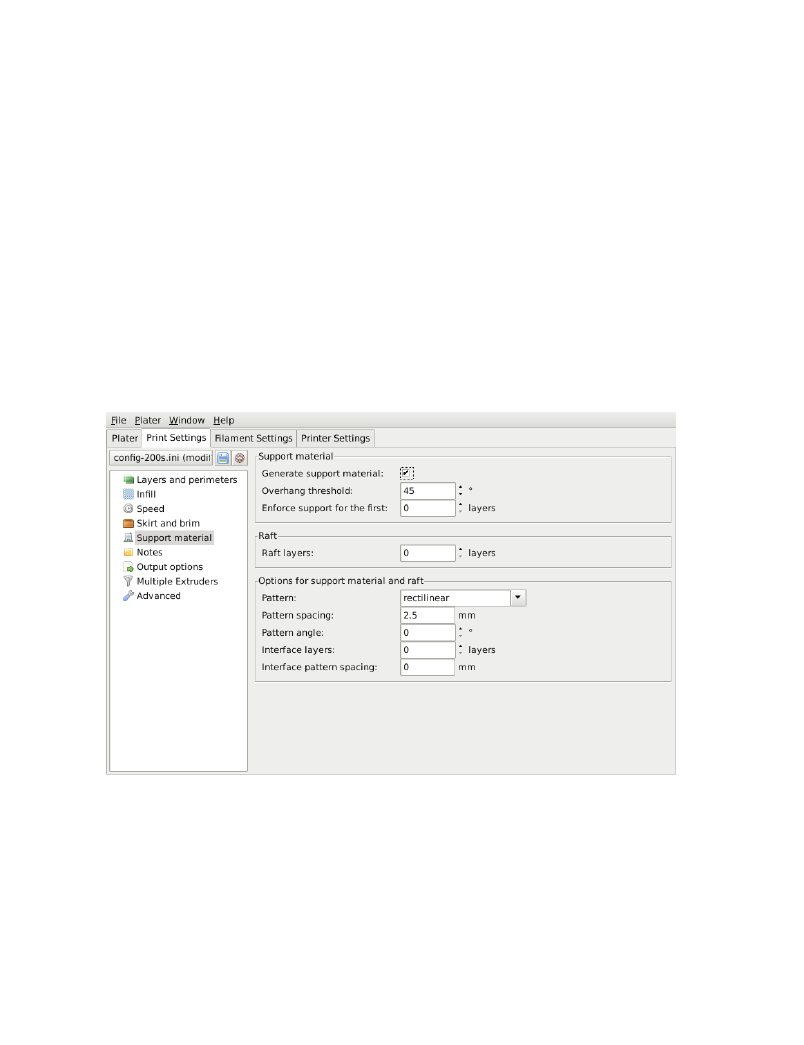 File Plater Window Help
Plater Print Settings Filament Settings Printer Settings
config-200s.ini (modif
Layers and perimeters
Infill
Speed
Skirt and brim
Support material
Notes
Output options
Multiple Extruders
Advanced
Support material
Generate support material:
Overhang threshold: 45 °
Enforce support for the first: 0 layers
Raft
Raft layers: 0 layers
Options for support material and raft
Pattern: rectilinear
Pattern spacing: 2.5 mm
Pattern angle: 0 °
Interface layers: 0 layers
Interface pattern spacing: 0 mm